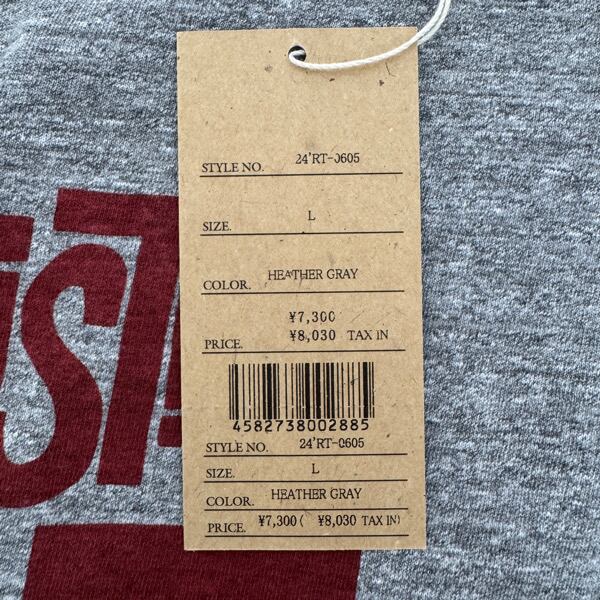 STYLE NO. 24'RT-0605
SIZE. L
COLOR. HEATHER GRAY
¥7,300
PRICE. ¥8,030 TAX IN
4582738002885
STYLE NO. 24'RT-0605
SIZE. L
COLOR. HEATHER GRAY
PRICE. ¥7,300( ¥8,030 TAX IN)